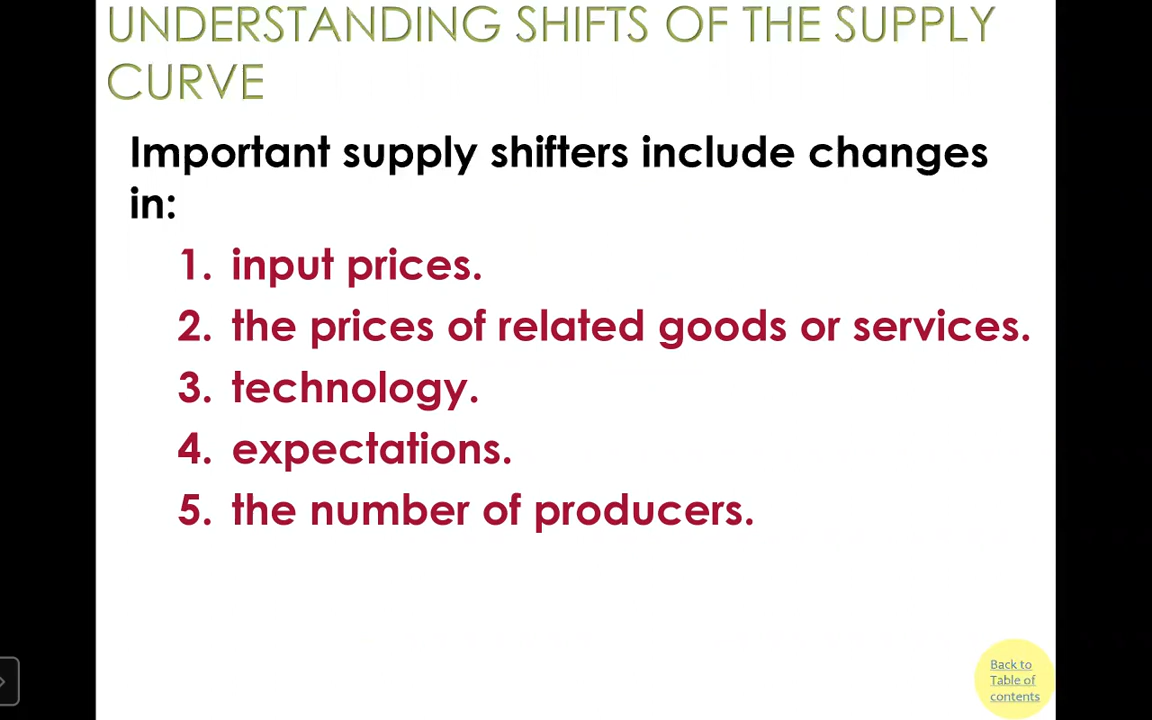 UNDERSTANDING SHIFTS OF THE SUPPLY
CURVE
Important supply shifters include changes
in:
1. input prices.
2. the prices of related goods or services.
3. technology.
4. expectations.
5. the number of producers.
Back to
Table of
contents